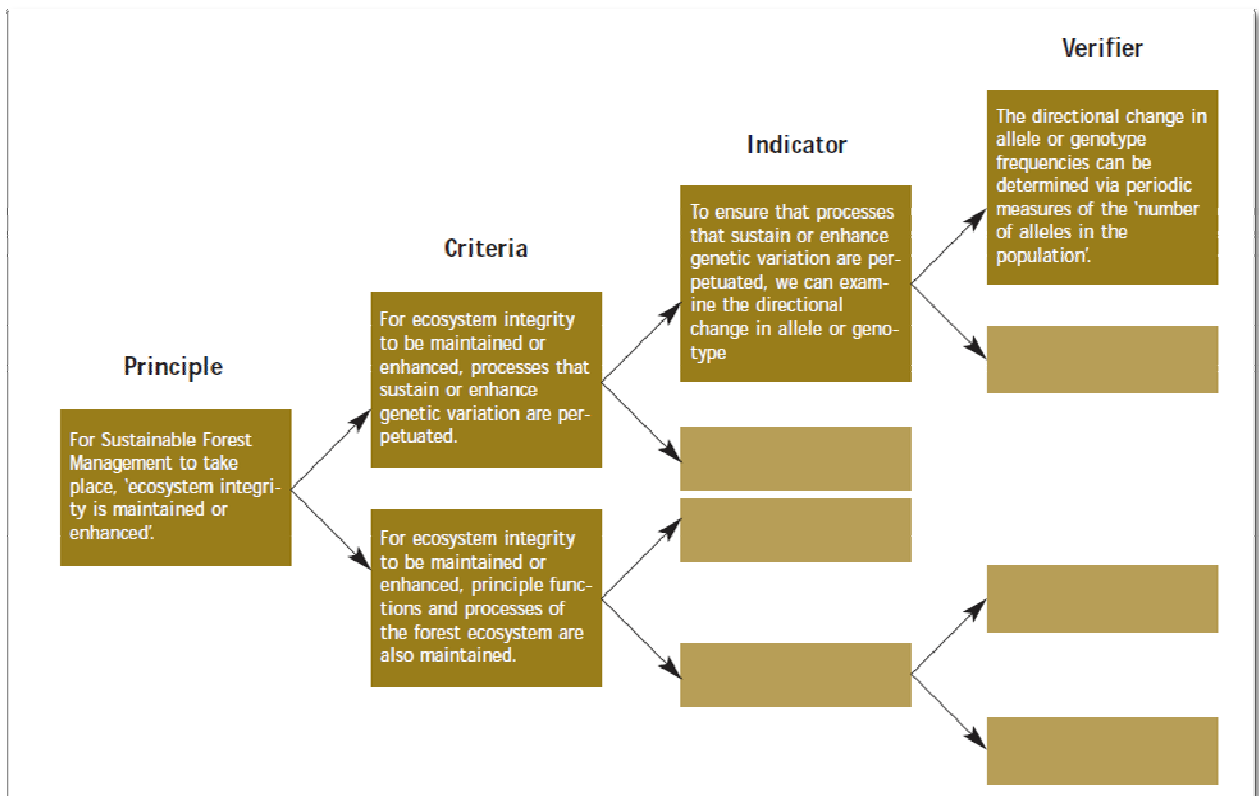 Verifier
The directional change in
allele or genotype
frequencies can be
determined via periodic
measures of the 'number
of alleles in the
population'.
Indicator
To ensure that processes
that sustain or enhance
genetic variation are per-
petuated, we can exam-
ine the directional
change in allele or geno-
type
Criteria
For ecosystem integrity
to be maintained or
enhanced, processes that
sustain or enhance
genetic variation are per-
petuated.
Principle
For Sustainable Forest
Management to take
place, 'ecosystem integri-
ty is maintained or
enhanced'.
For ecosystem integrity
to be maintained or
enhanced, principle func-
tions and processes of
the forest ecosystem are
also maintained.